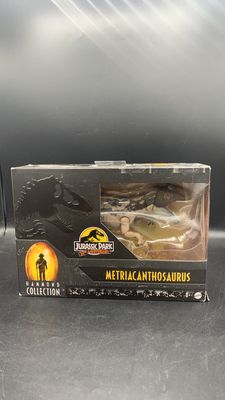 JURASSIC PARK
HAMMOND
COLLECTION
METRIACANTHOSAURUS